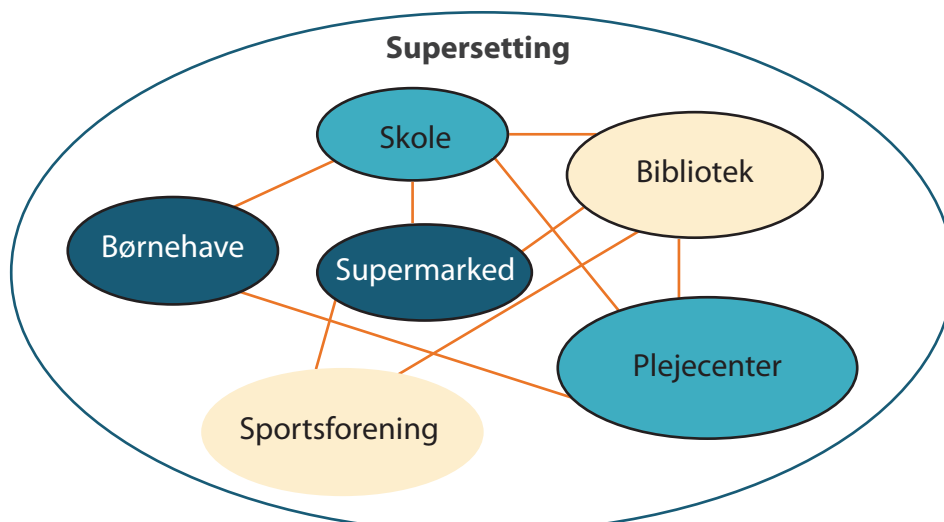 Supersetting
Skole
Bibliotek
Børnehave
Supermarked
Plejecenter
Sportsforening